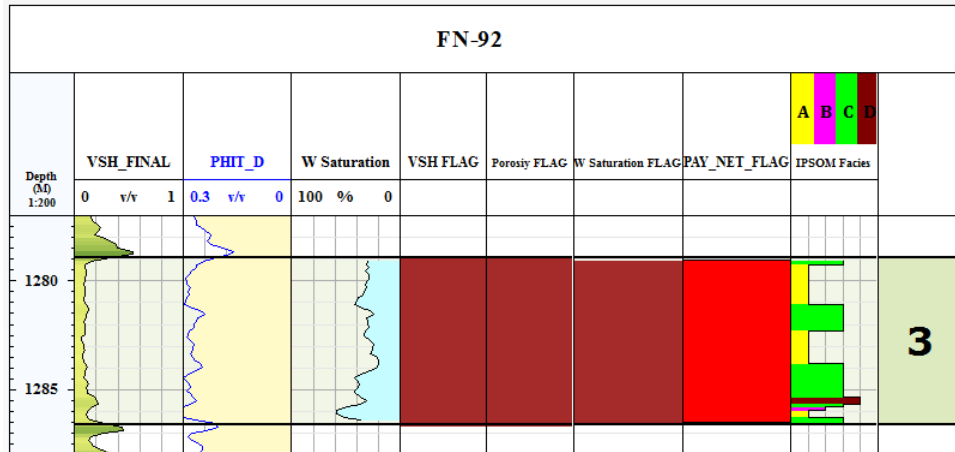 FN-92
A B C D
VSH_FINAL PHIT_D W Saturation VSH FLAG Porosiy FLAG W Saturation FLAG PAY_NET_FLAG IPSOM Facies
Depth
(M)
1:200
0 v/v 1 0.3 v/v 0 100 % 0
1280
3
1285